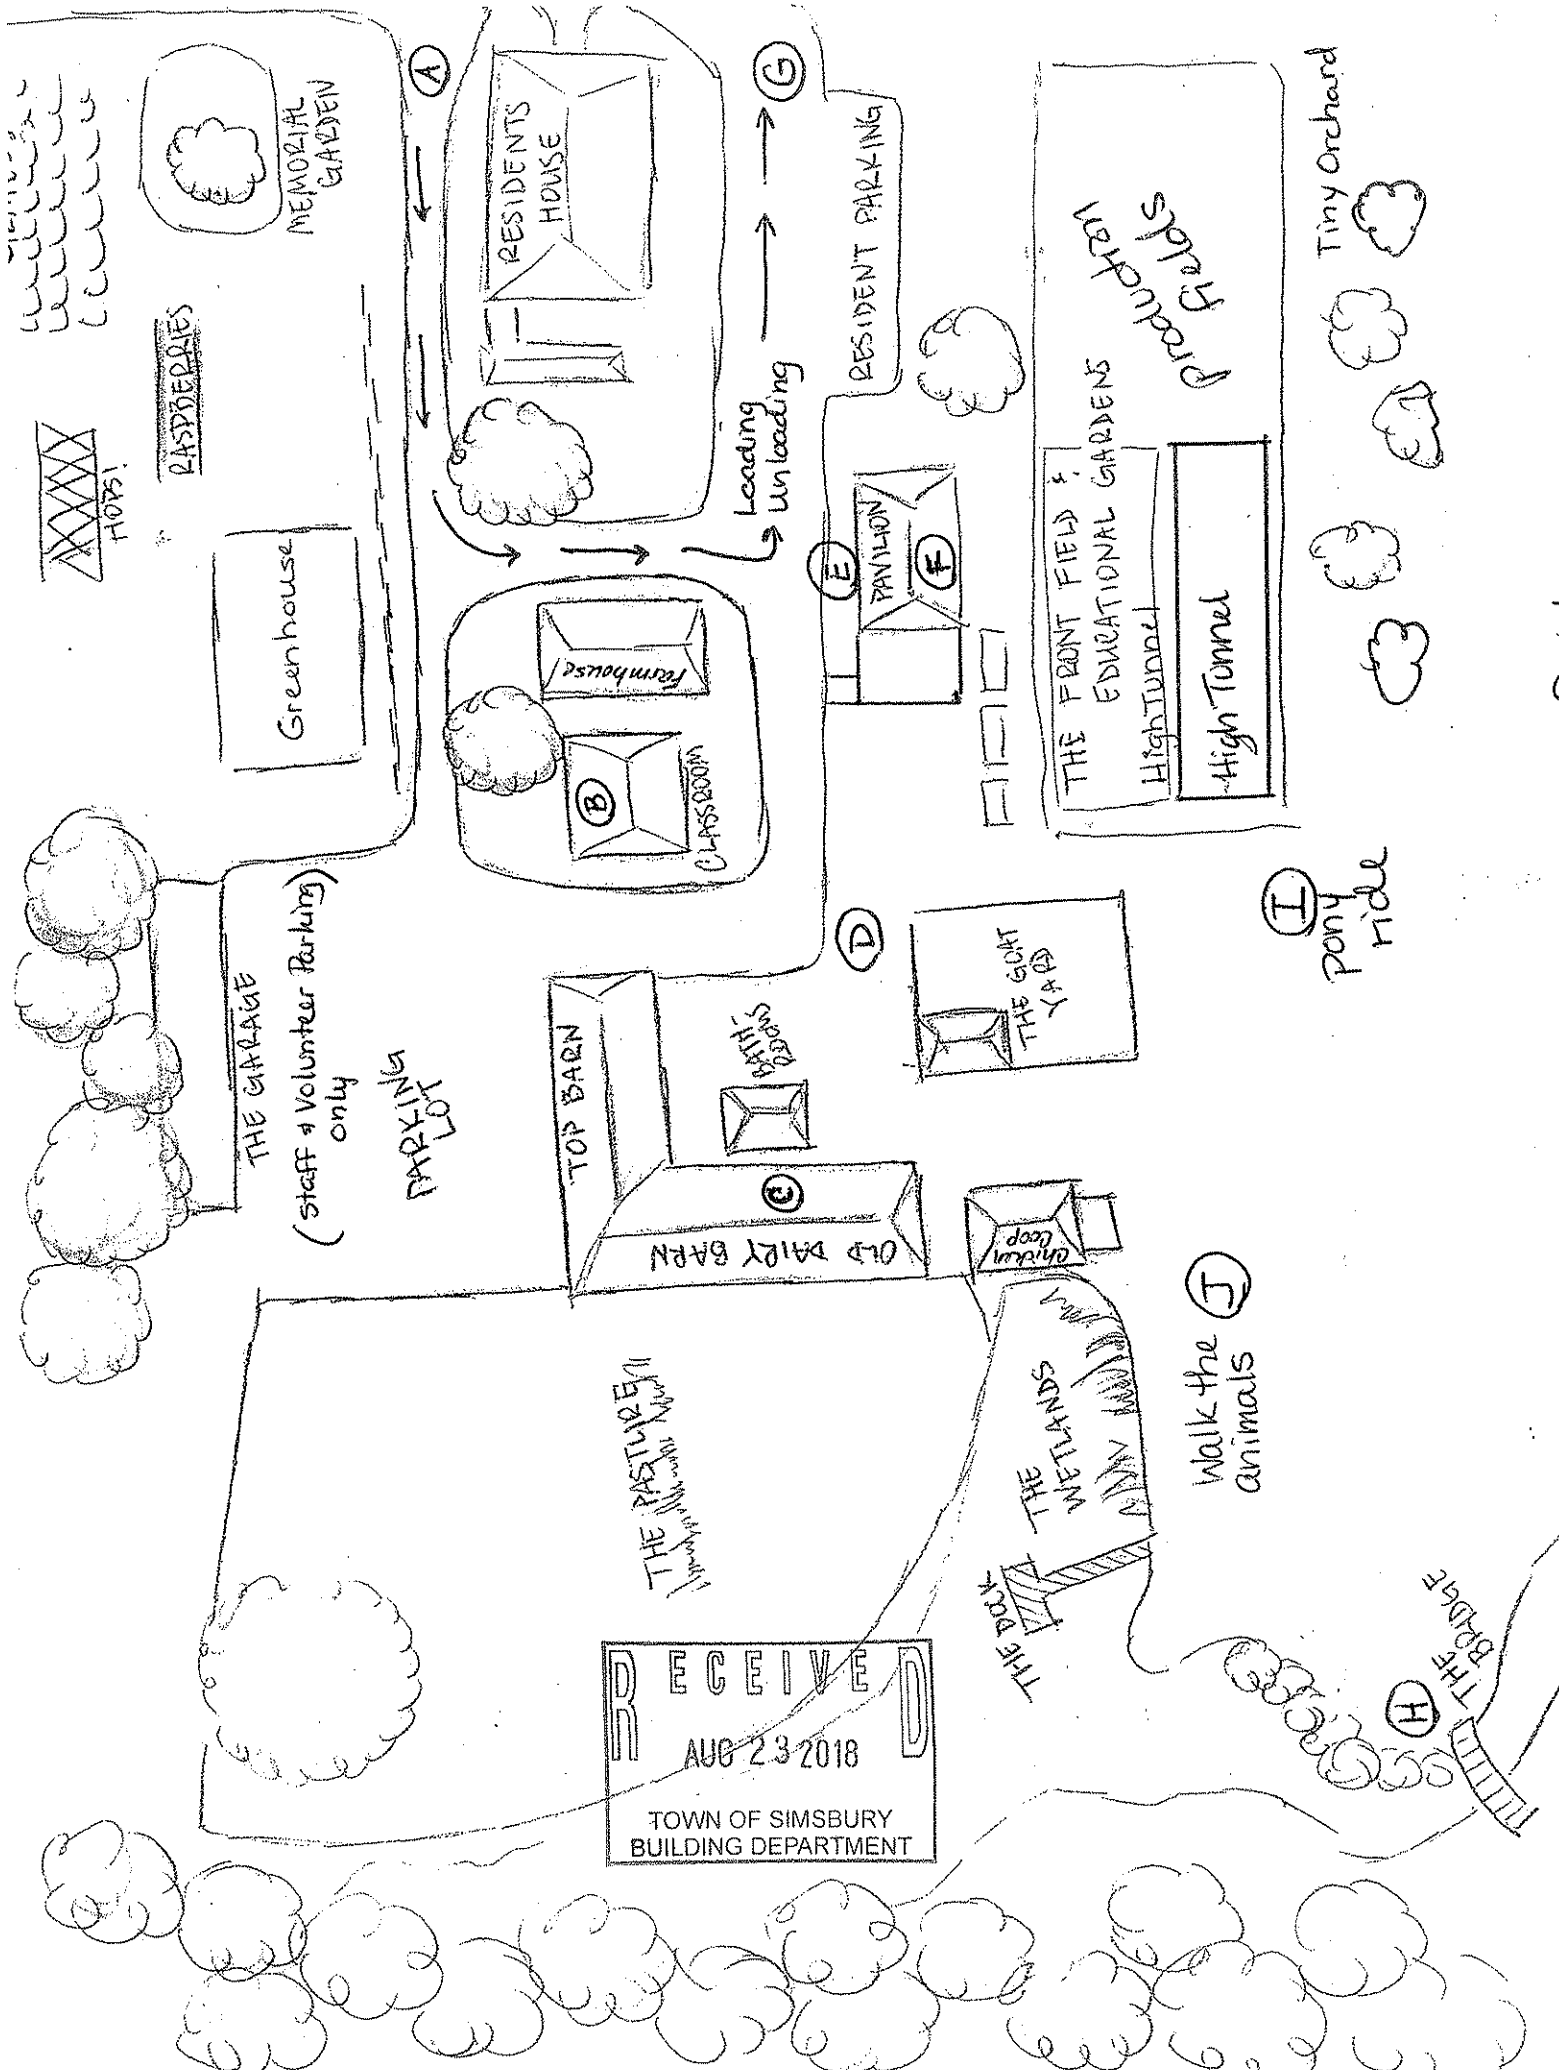 MEMORIAL
GARDEN
RASPBERRIES
HOPS!
Greenhouse
THE GARAGE
(staff & Volunteer Parking)
only
PARKING
LOT
A
RESIDENTS
HOUSE
G
Loading
Unloading
RESIDENT PARKING
Farmhouse
B
CLASSROOM
E
PAVILION
F
THE FRONT FIELD &
EDUCATIONAL GARDENS
High Tunnel
High Tunnel
Production
Fields
Tiny Orchard
TOP BARN
BATH-
ROOMS
C
OLD DAIRY BARN
D
THE GOAT
YARD
Chicken
Coop
I
pony
ride
THE PASTURE
THE
WETLANDS
THE DOCK
J
Walk the
animals
H
THE
BRIDGE
RECEIVED
AUG 23 2018
TOWN OF SIMSBURY
BUILDING DEPARTMENT